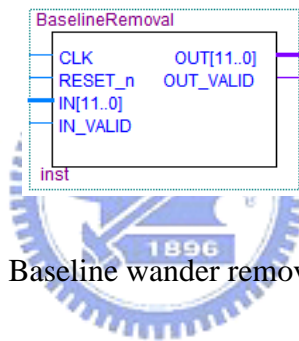 BaselineRemoval
CLK OUT[11..0]
RESET_n OUT_VALID
IN[11..0]
IN_VALID
inst
1896
Baseline wander remov